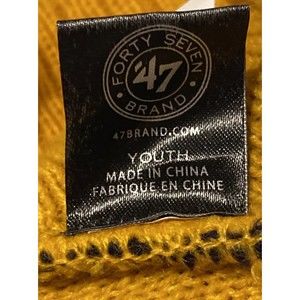 FORTY SEVEN
'47
BRAND
47BRAND.COM
YOUTH
MADE IN CHINA
FABRIQUE EN CHINE